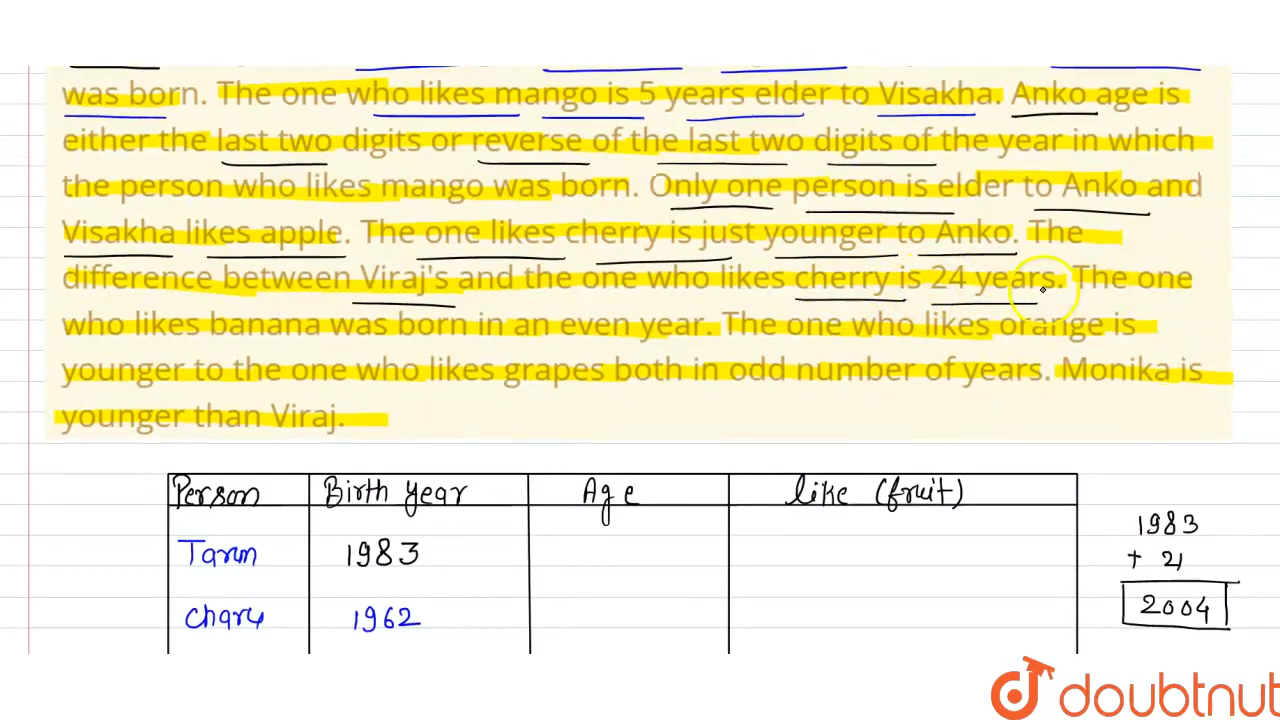 was born. The one who likes mango is 5 years elder to Visakha. Anko age is
either the last two digits or reverse of the last two digits of the year in which
the person who likes mango was born. Only one person is elder to Anko and
Visakha likes apple. The one likes cherry is just younger to Anko. The
difference between Viraj's and the one who likes cherry is 24 years. The one
who likes banana was born in an even year. The one who likes orange is
younger to the one who likes grapes both in odd number of years. Monika is
younger than Viraj.
Person Birth year Age like (fruit)
Tarun 1983
Charu 1962
1983
+ 21
2004
doubtnut